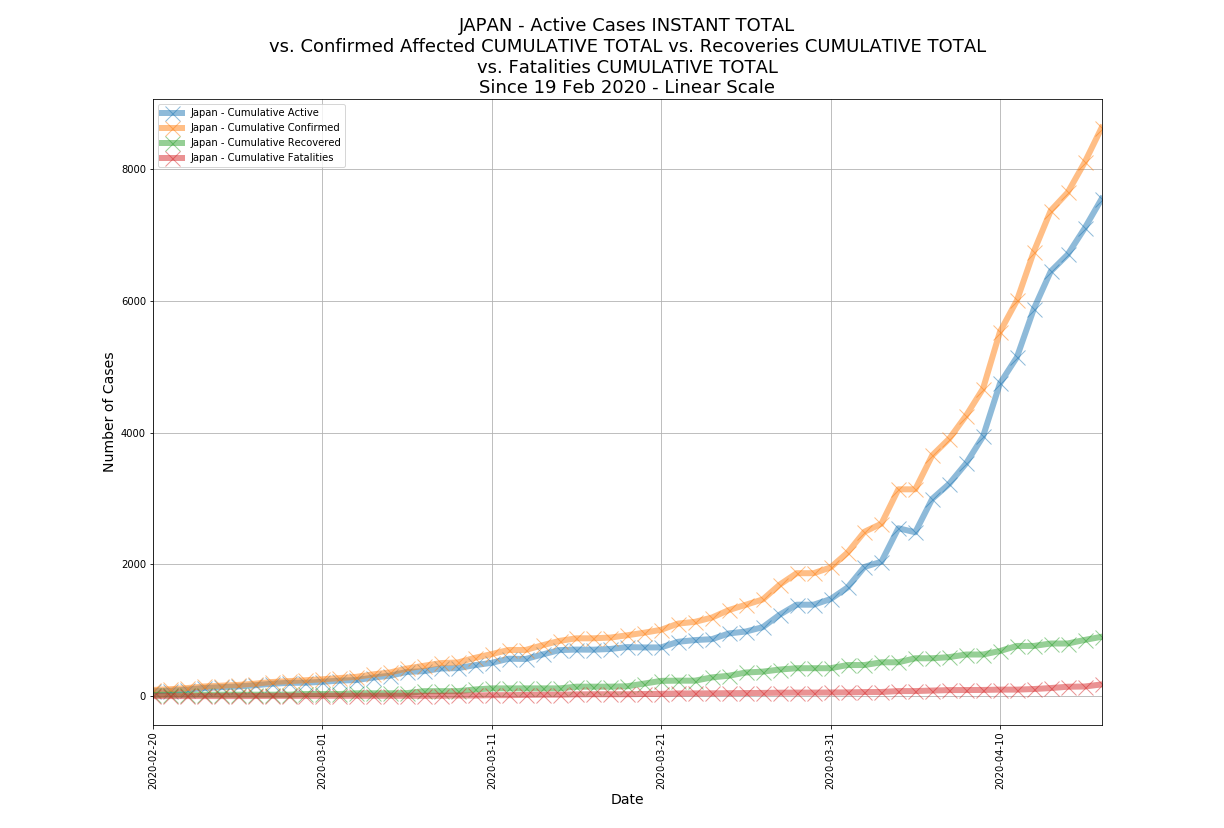 JAPAN - Active Cases INSTANT TOTAL
vs. Confirmed Affected CUMULATIVE TOTAL vs. Recoveries CUMULATIVE TOTAL
vs. Fatalities CUMULATIVE TOTAL
Since 19 Feb 2020 - Linear Scale
Japan - Cumulative Active
Japan - Cumulative Confirmed
Japan - Cumulative Recovered
Japan - Cumulative Fatalities
Number of Cases
8000
6000
4000
2000
0
2020-02-20
2020-03-01
2020-03-11
2020-03-21
2020-03-31
2020-04-10
Date